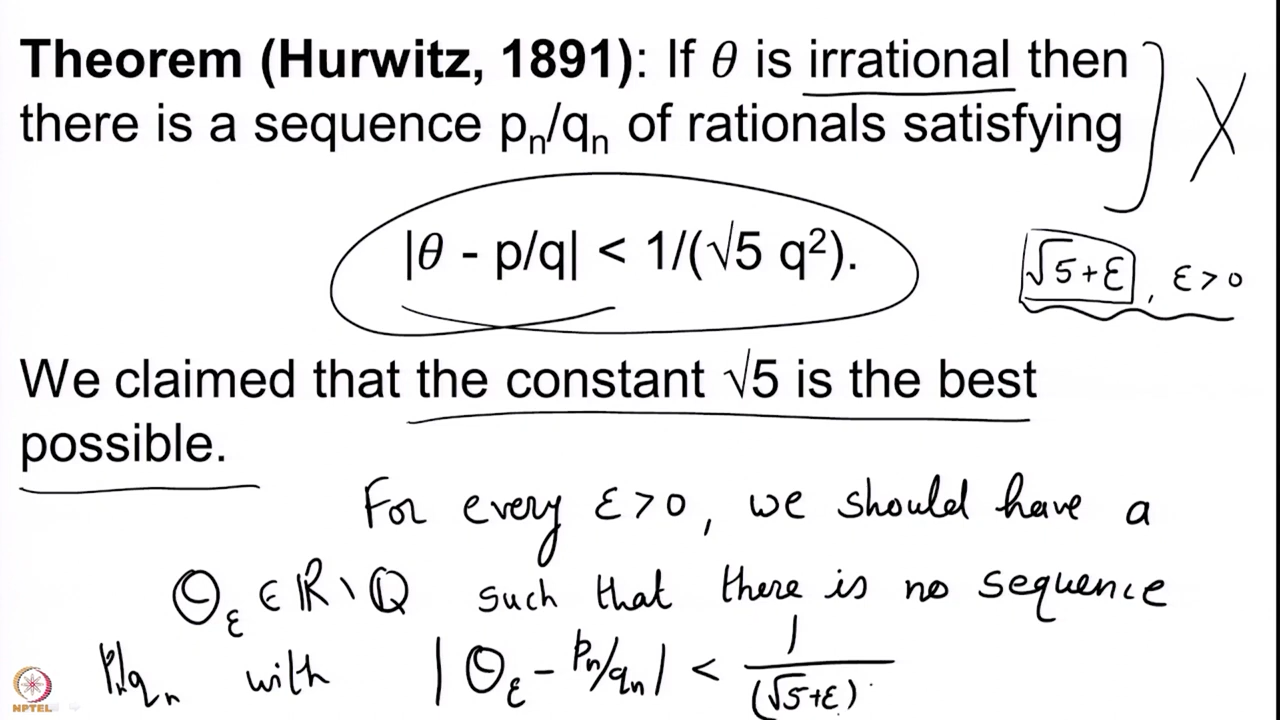 Theorem (Hurwitz, 1891): If θ is irrational then
there is a sequence pₙ/qₙ of rationals satisfying
|θ - p/q| < 1/(√5 q²).
√5+ε , ε>0
We claimed that the constant √5 is the best
possible.
For every ε>0, we should have a
Θ_ε ∈ ℝ\ℚ such that there is no sequence
pₙ/qₙ with |Θ_ε - pₙ/qₙ| < 1/(√5+ε)
NPTEL